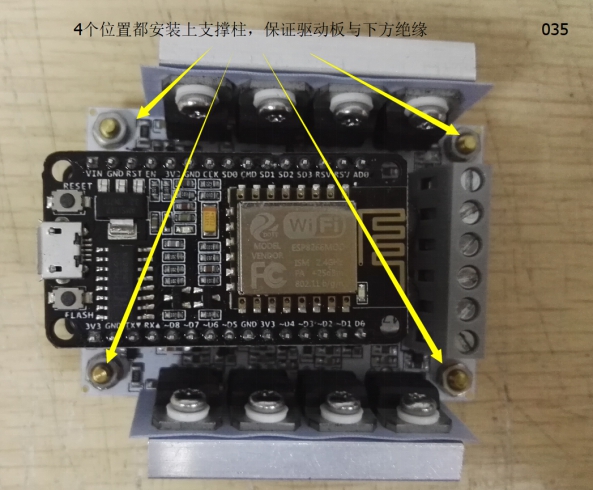 4个位置都安装上支撑柱，保证驱动板与下方绝缘
035
VIN GND RST EN 3V3 GND CLK SD0 CMD SD1 SD2 SD3 RSV RSV AD0
RESET
WiFi
MODEL
VENDOR
FC
FLASH
3V3 GND TX RX ~D8 ~D7 ~D6 ~D5 GND 3V3 ~D4 ~D3 ~D2 ~D1 D0